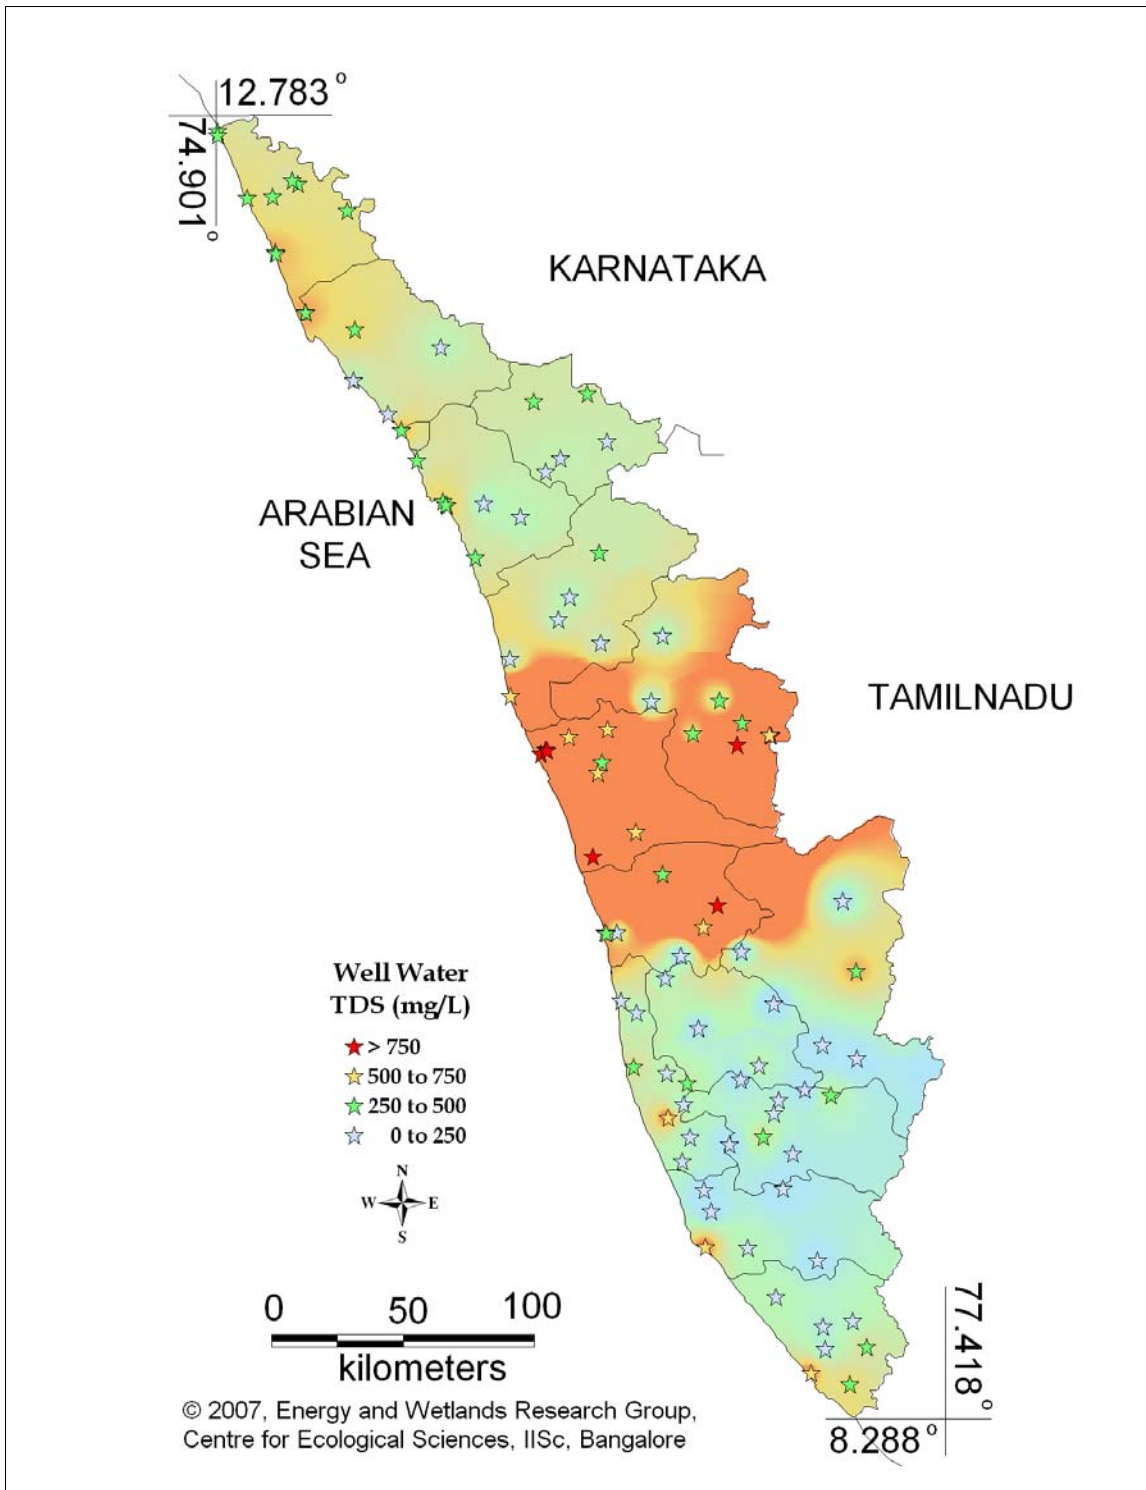 12.783 °
74.901 °
KARNATAKA
ARABIAN
SEA
TAMILNADU
Well Water
TDS (mg/L)
> 750
500 to 750
250 to 500
0 to 250
N
W E
S
0 50 100
kilometers
77.418 °
8.288 °
© 2007, Energy and Wetlands Research Group,
Centre for Ecological Sciences, IISc, Bangalore